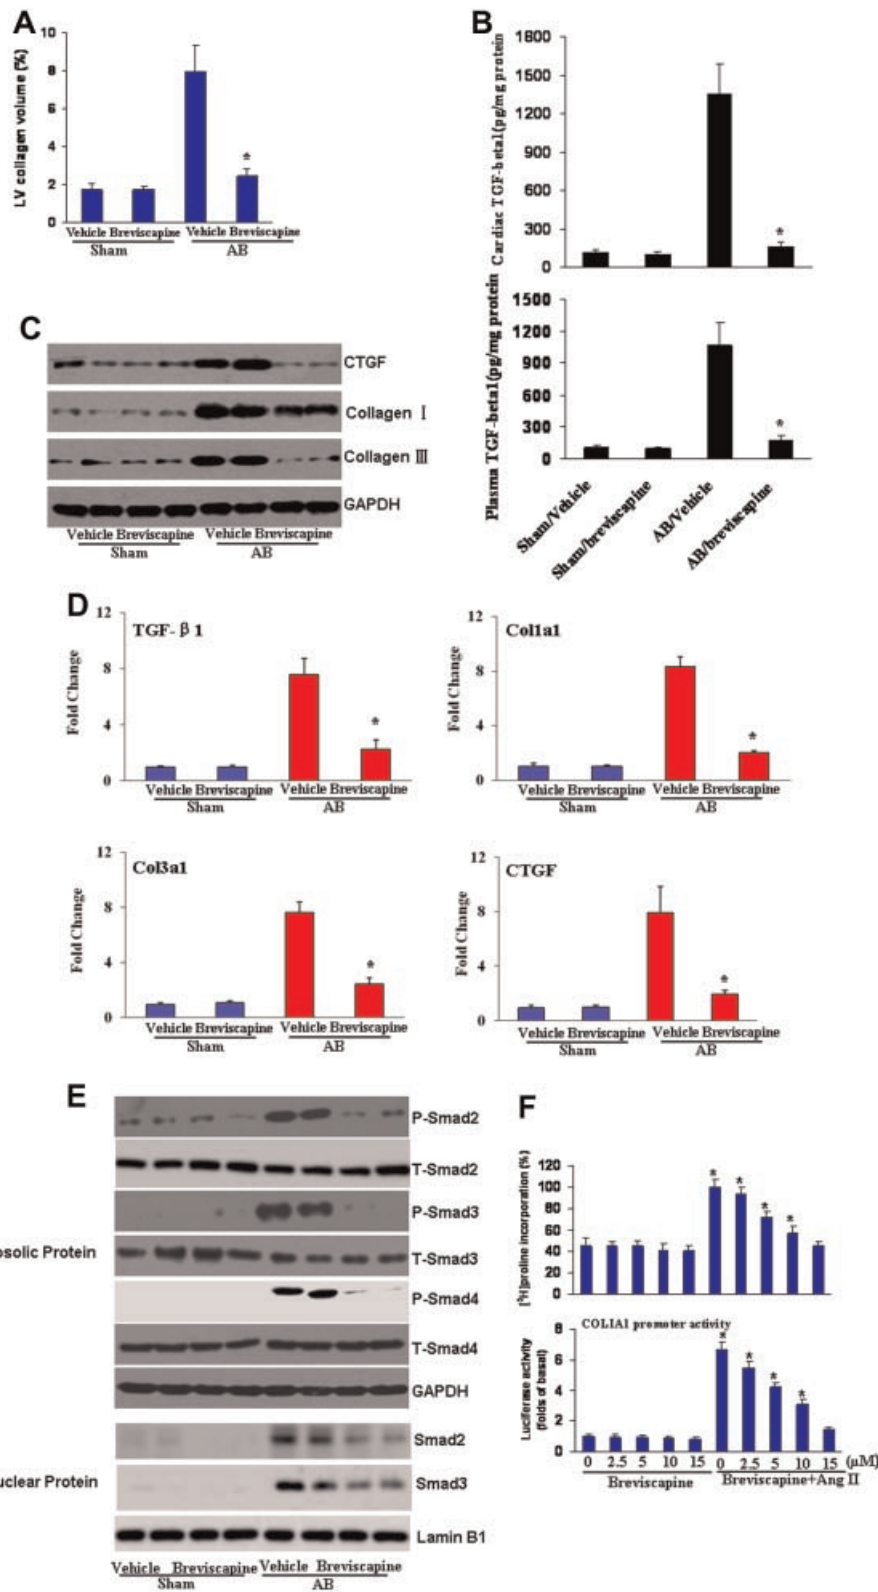 A
LV collagen volume (%)
10
8
6
4
2
0
Vehicle Breviscapine Vehicle Breviscapine
Sham AB
*
B
Cardiac TGF-beta1(pg/mg protein
1800
1500
1200
900
600
300
0
*
Plasma TGF-beta1(pg/mg protein
1500
1200
900
600
300
0
*
Sham/Vehicle
Sham/breviscapine
AB/Vehicle
AB/breviscapine
C
CTGF
Collagen Ⅰ
Collagen Ⅲ
GAPDH
Vehicle Breviscapine Vehicle Breviscapine
Sham AB
D
TGF-β1
Fold Change
12
8
4
0
*
Vehicle Breviscapine Vehicle Breviscapine
Sham AB
Col1a1
Fold Change
12
8
4
0
*
Vehicle Breviscapine Vehicle Breviscapine
Sham AB
Col3a1
Fold Change
12
8
4
0
*
Vehicle Breviscapine Vehicle Breviscapine
Sham AB
CTGF
Fold Change
12
8
4
0
*
Vehicle Breviscapine Vehicle Breviscapine
Sham AB
E
P-Smad2
T-Smad2
P-Smad3
osolic Protein
T-Smad3
P-Smad4
T-Smad4
GAPDH
Smad2
uclear Protein
Smad3
Lamin B1
Vehicle Breviscapine Vehicle Breviscapine
Sham AB
F
[³H]proline incorporation (%)
120
100
80
60
40
20
0
* * * *
COLIA1 promoter activity
Luciferase activity
(folds of basal)
8
6
4
2
0
* * * *
0 2.5 5 10 15 0 2.5 5 10 15 (μM)
Breviscapine Breviscapine+Ang II